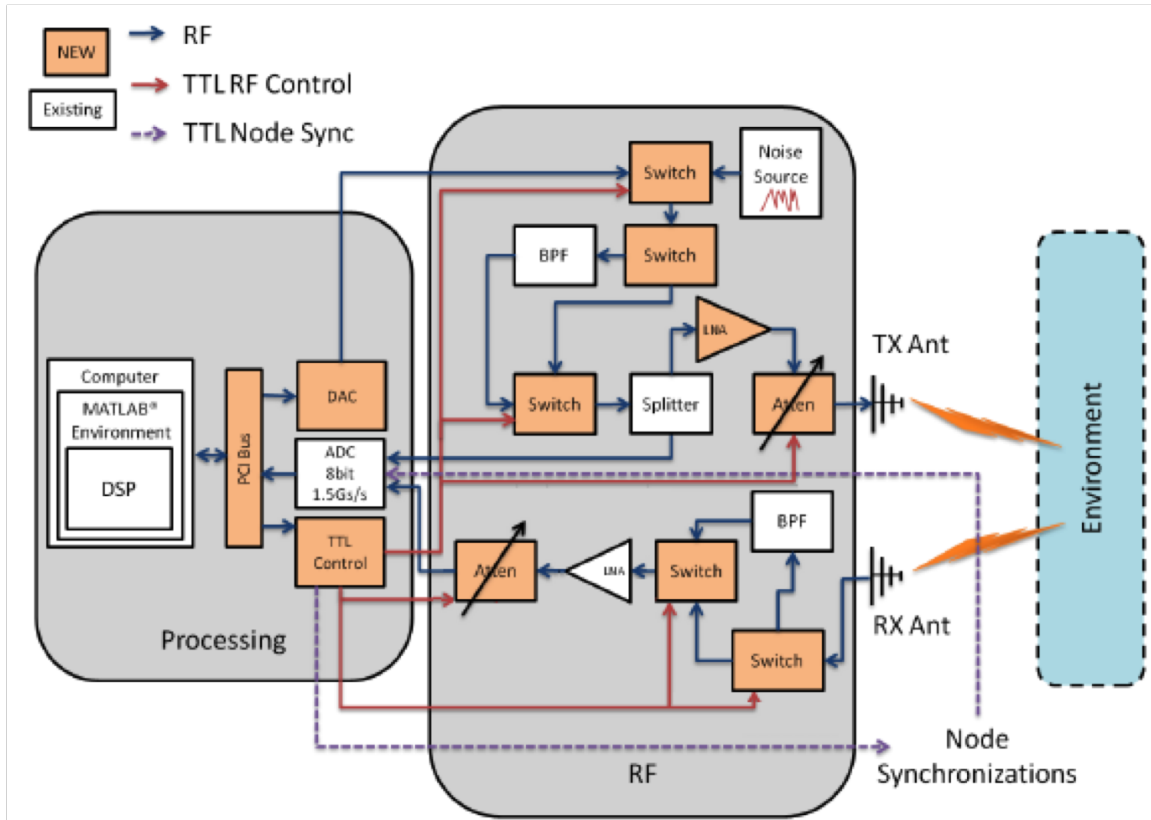 NEW
Existing
RF
TTL RF Control
TTL Node Sync
Switch
Noise
Source
BPF
Switch
LNA
TX Ant
Computer
MATLAB®
Environment
DSP
PCI Bus
DAC
Switch
Splitter
Atten
ADC
8bit
1.5Gs/s
BPF
Environment
TTL
Control
Atten
LNA
Switch
RX Ant
Processing
Switch
RF
Node
Synchronizations